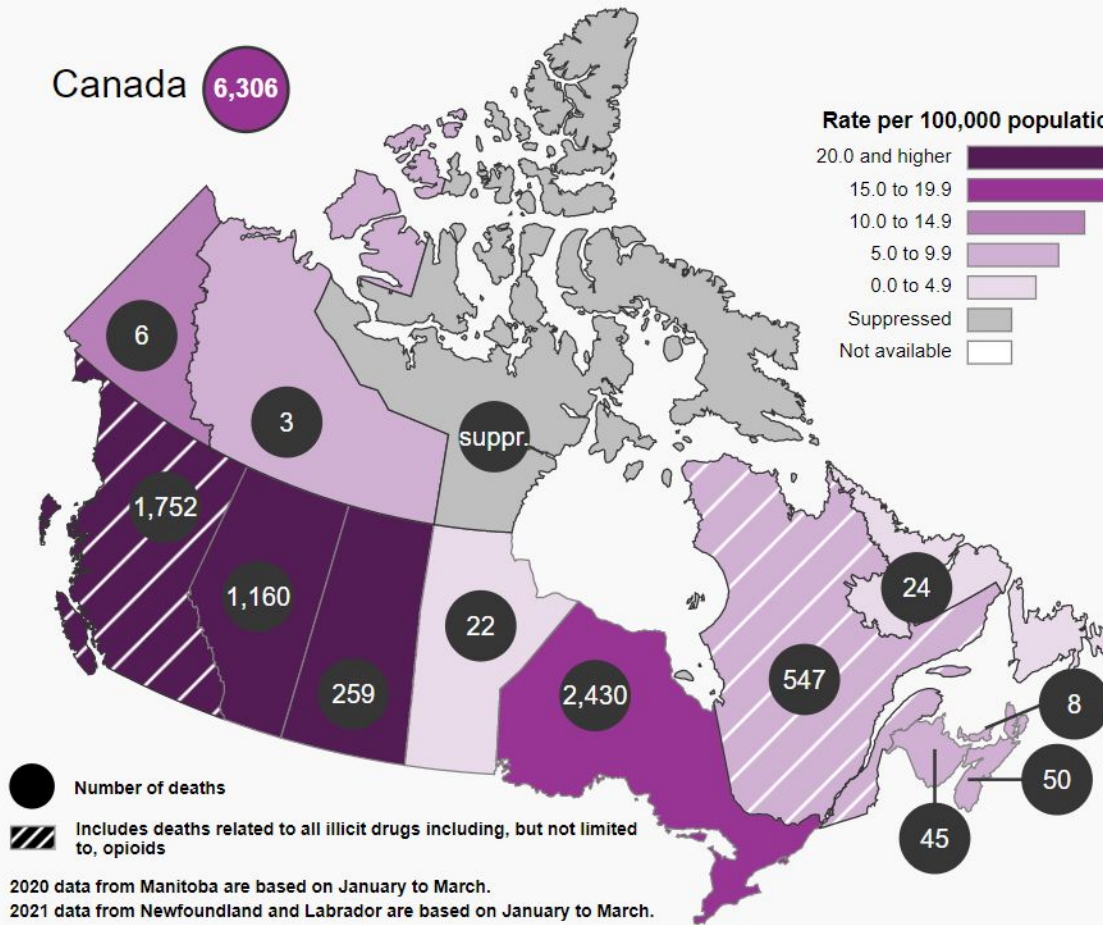 Canada 6,306
Rate per 100,000 populatio
20.0 and higher
15.0 to 19.9
10.0 to 14.9
5.0 to 9.9
0.0 to 4.9
Suppressed
Not available
6
3
suppr.
1,752
1,160
259
22
2,430
547
24
8
50
45
Number of deaths
Includes deaths related to all illicit drugs including, but not limited
to, opioids
2020 data from Manitoba are based on January to March.
2021 data from Newfoundland and Labrador are based on January to March.